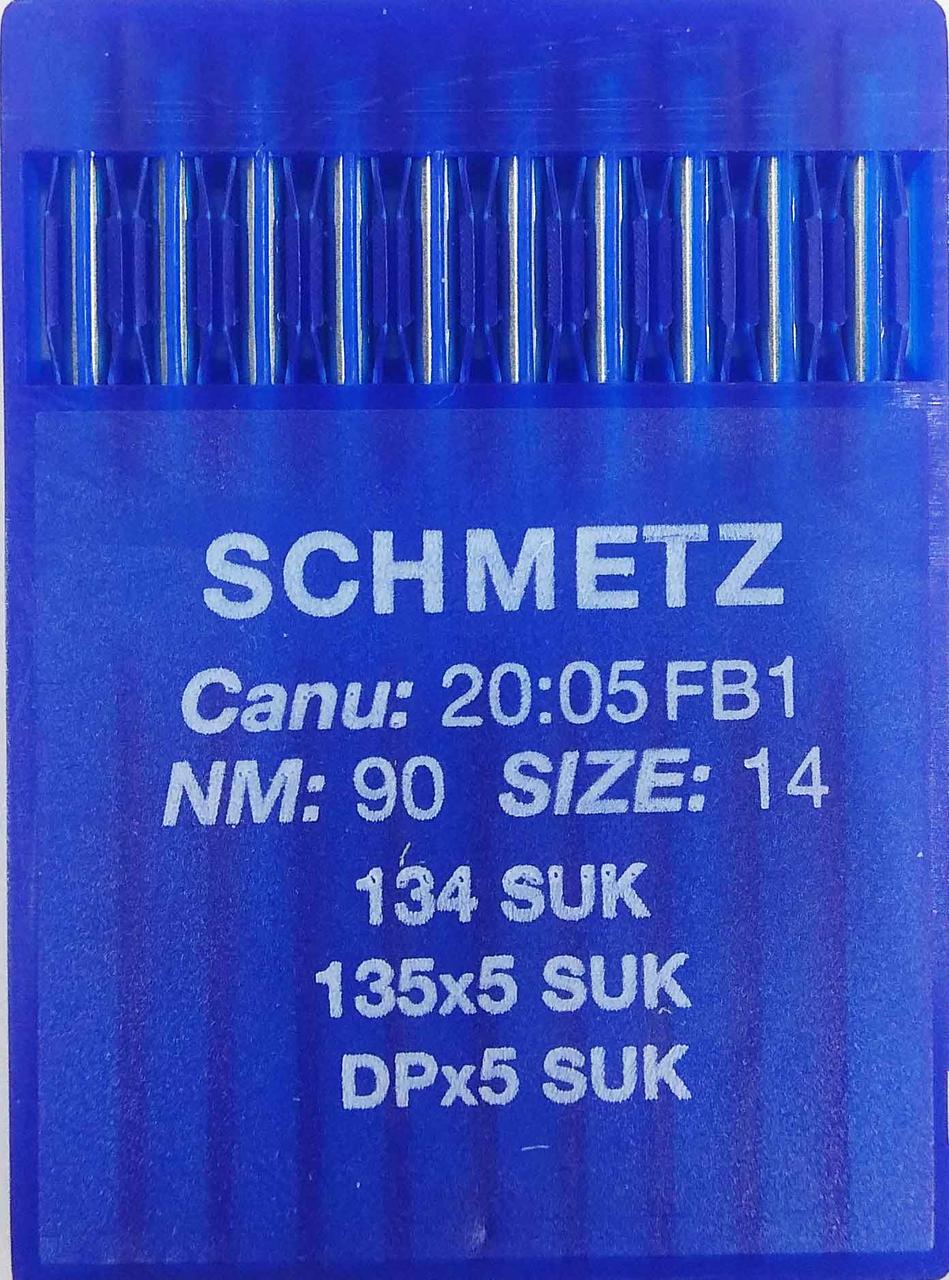 SCHMETZ
Canu: 20:05 FB1
NM: 90 SIZE: 14
134 SUK
135x5 SUK
DPx5 SUK